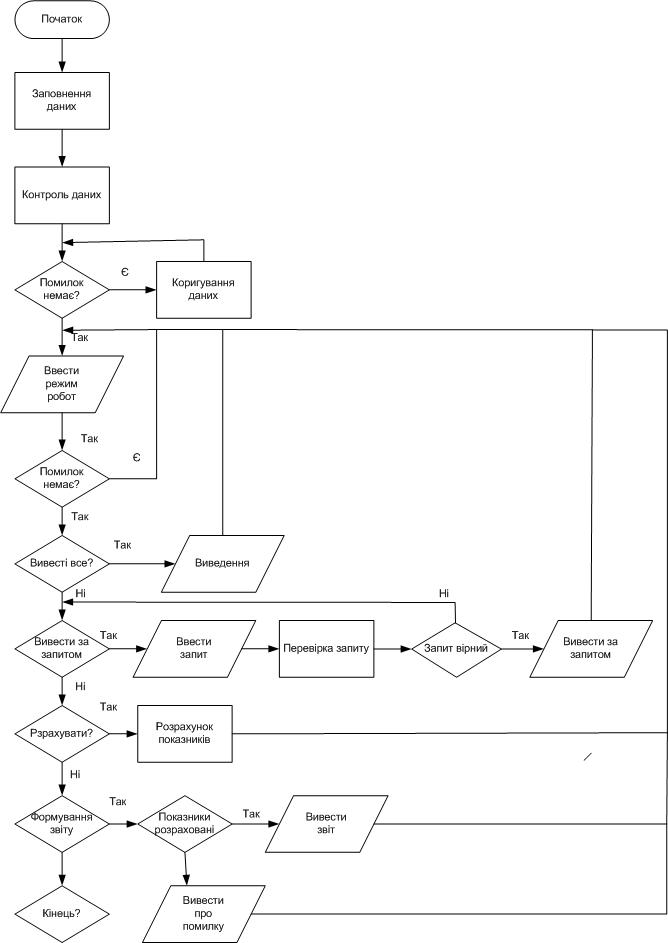 Початок
Заповнення
даних
Контроль даних
Помилок
немає?
Є
Коригування
даних
Так
Ввести
режим
робот
Так
Помилок
немає?
Є
Так
Вивесті все?
Так
Виведення
Ні
Ні
Вивести за
запитом
Так
Ввести
запит
Перевірка запиту
Запит вірний
Так
Вивести за
запитом
Ні
Рзрахувати?
Так
Розрахунок
показників
Ні
Формування
звіту
Так
Показники
розраховані
Так
Вивести
звіт
Кінець?
Вивести
про
помилку